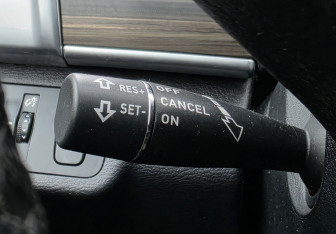 RES+ OFF
SET- CANCEL
ON